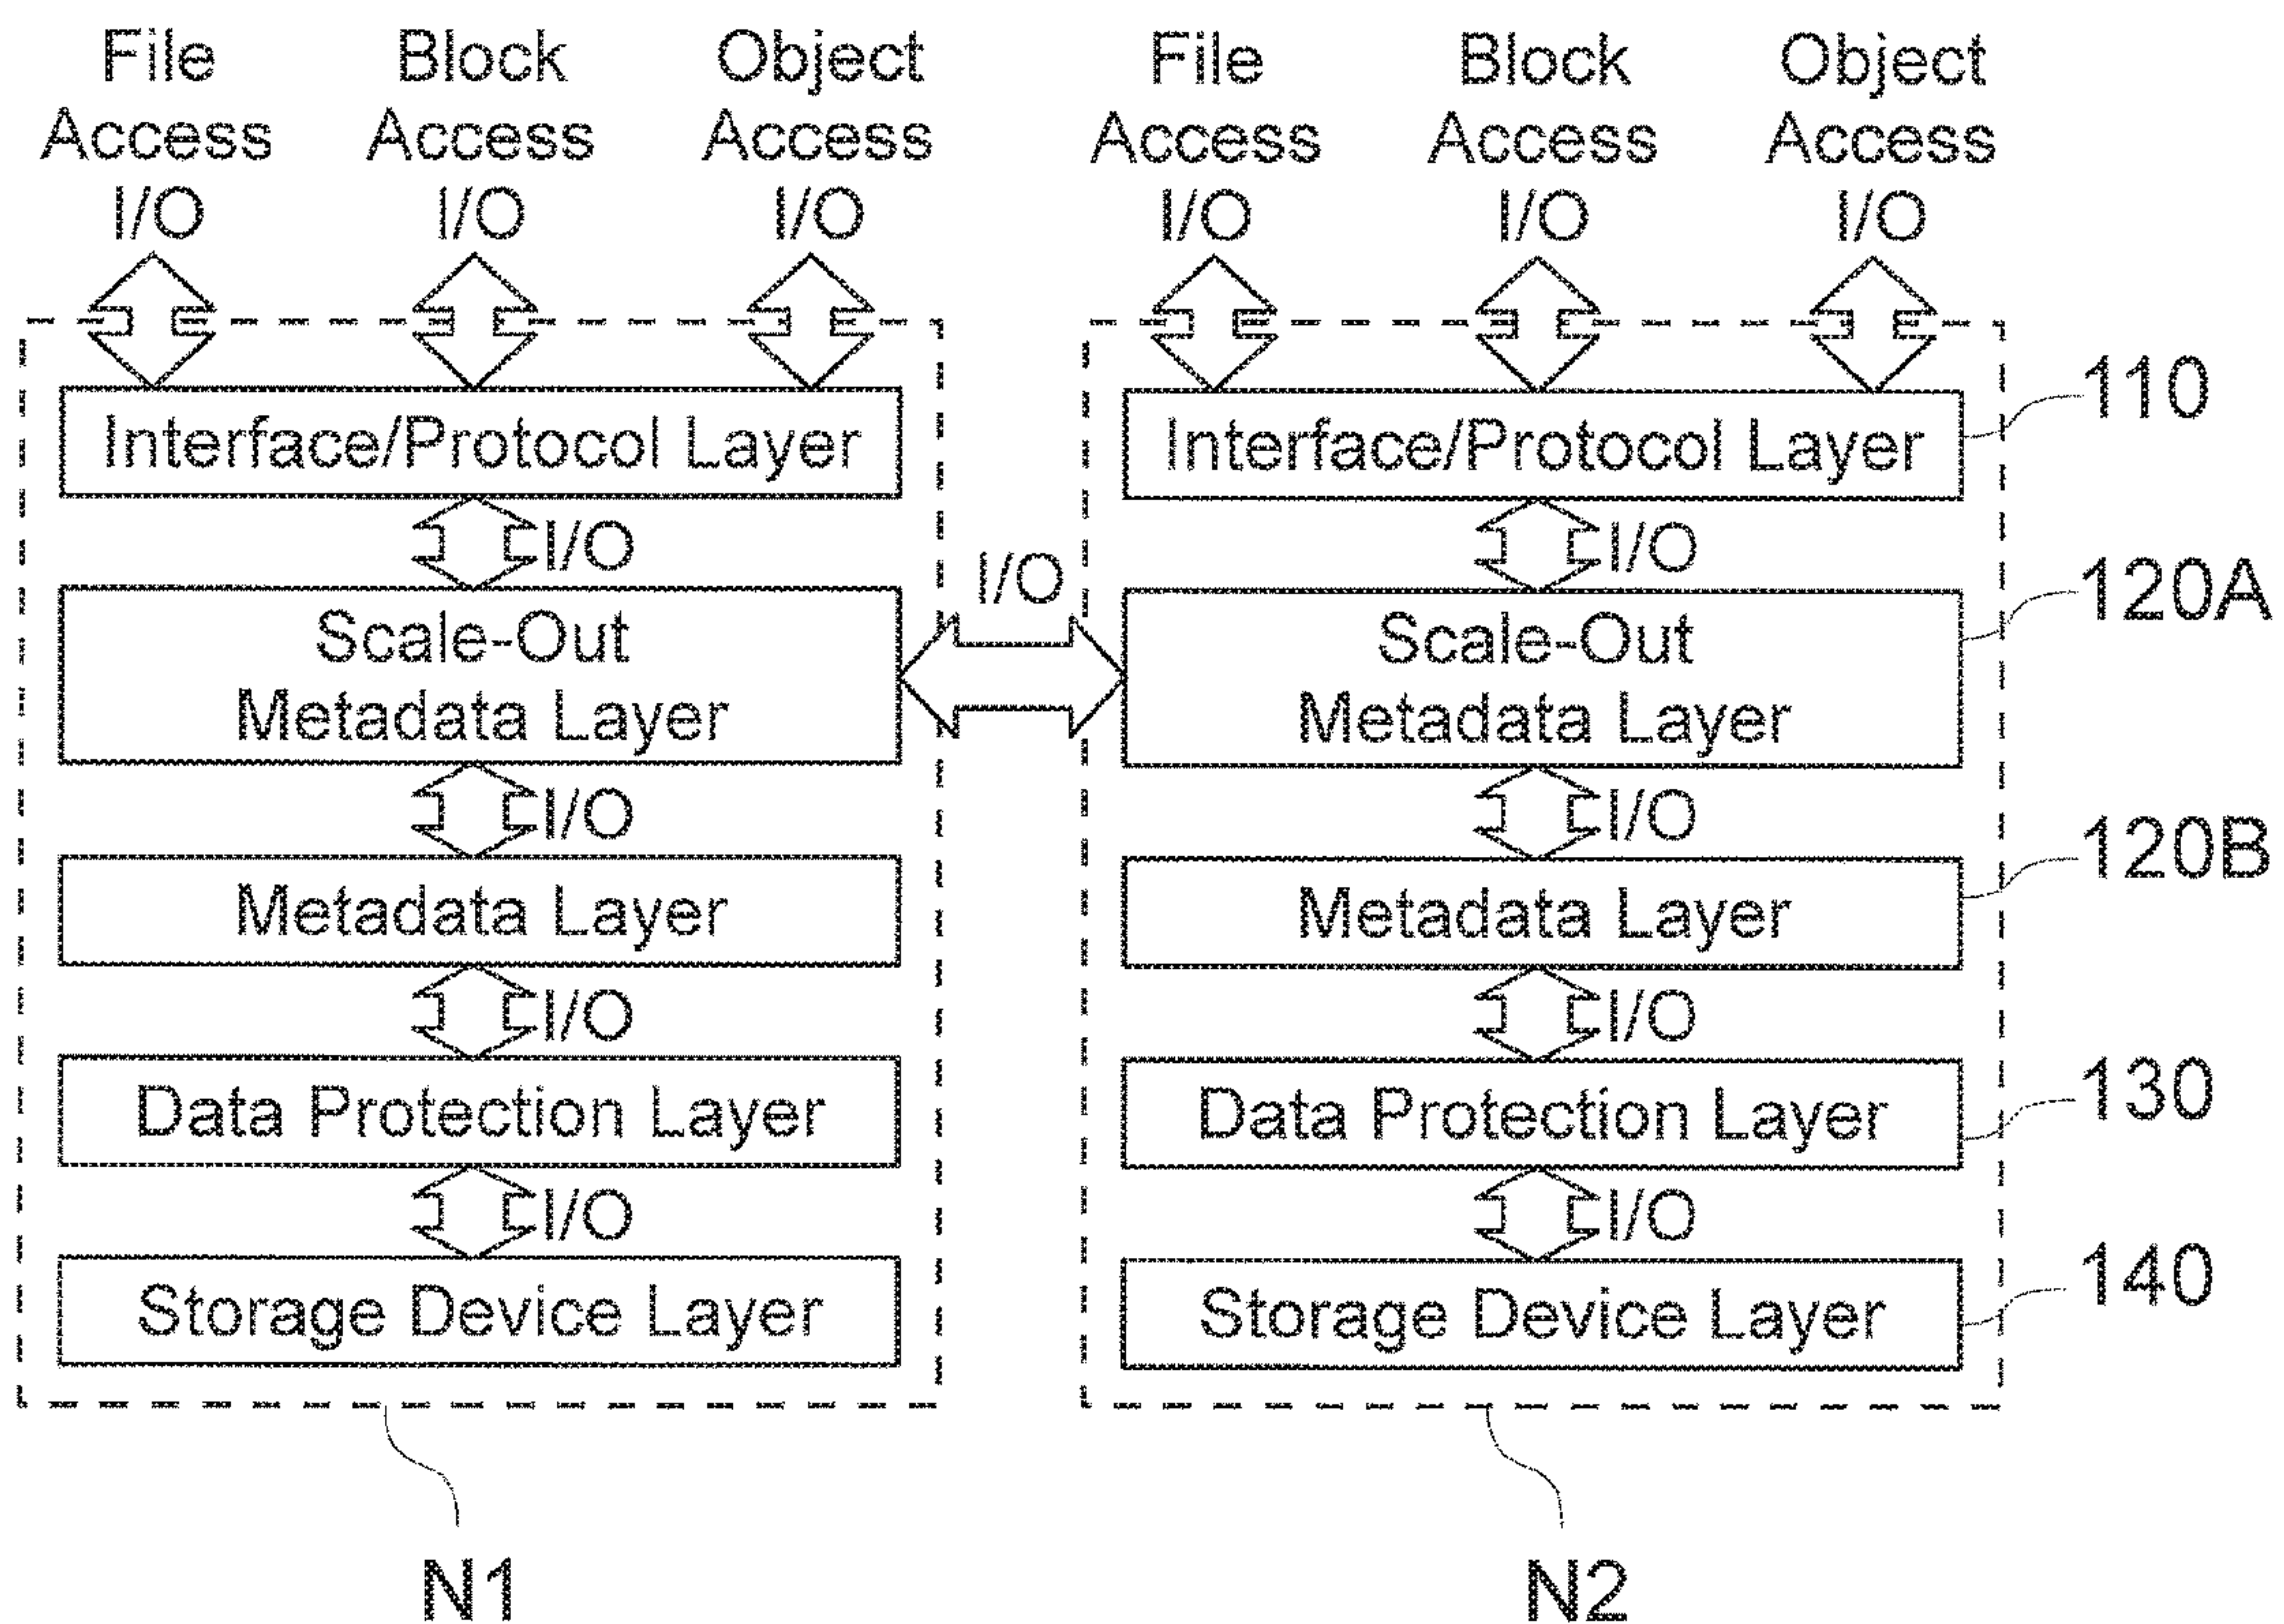 File Block Object File Block Object
Access Access Access Access Access Access
I/O I/O I/O I/O I/O I/O
Interface/Protocol Layer Interface/Protocol Layer 110
I/O I/O
I/O
Scale-Out Scale-Out 120A
Metadata Layer Metadata Layer
I/O I/O
Metadata Layer Metadata Layer 120B
I/O I/O
Data Protection Layer Data Protection Layer 130
I/O I/O
Storage Device Layer Storage Device Layer 140
N1 N2